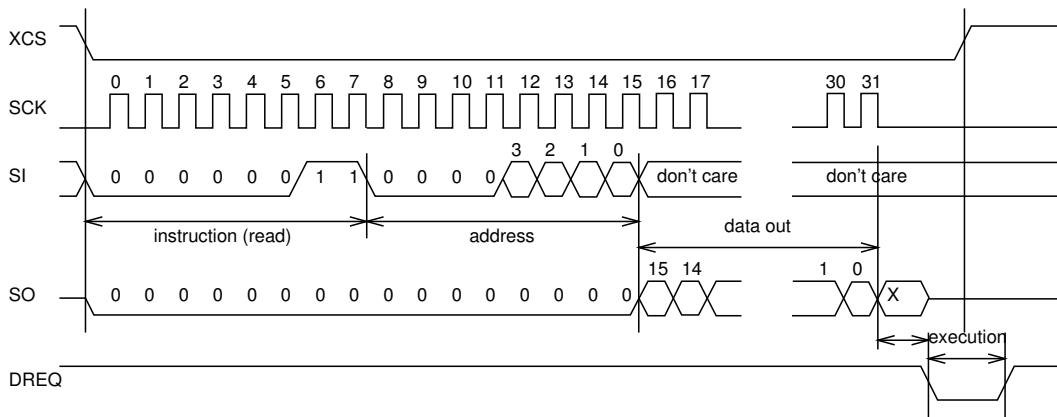 XCS
0 1 2 3 4 5 6 7 8 9 10 11 12 13 14 15 16 17 30 31
SCK
3 2 1 0
SI 0 0 0 0 0 0 1 1 0 0 0 0 don't care don't care
instruction (read) address data out
15 14 1 0
SO 0 0 0 0 0 0 0 0 0 0 0 0 0 0 0 0 X
execution
DREQ